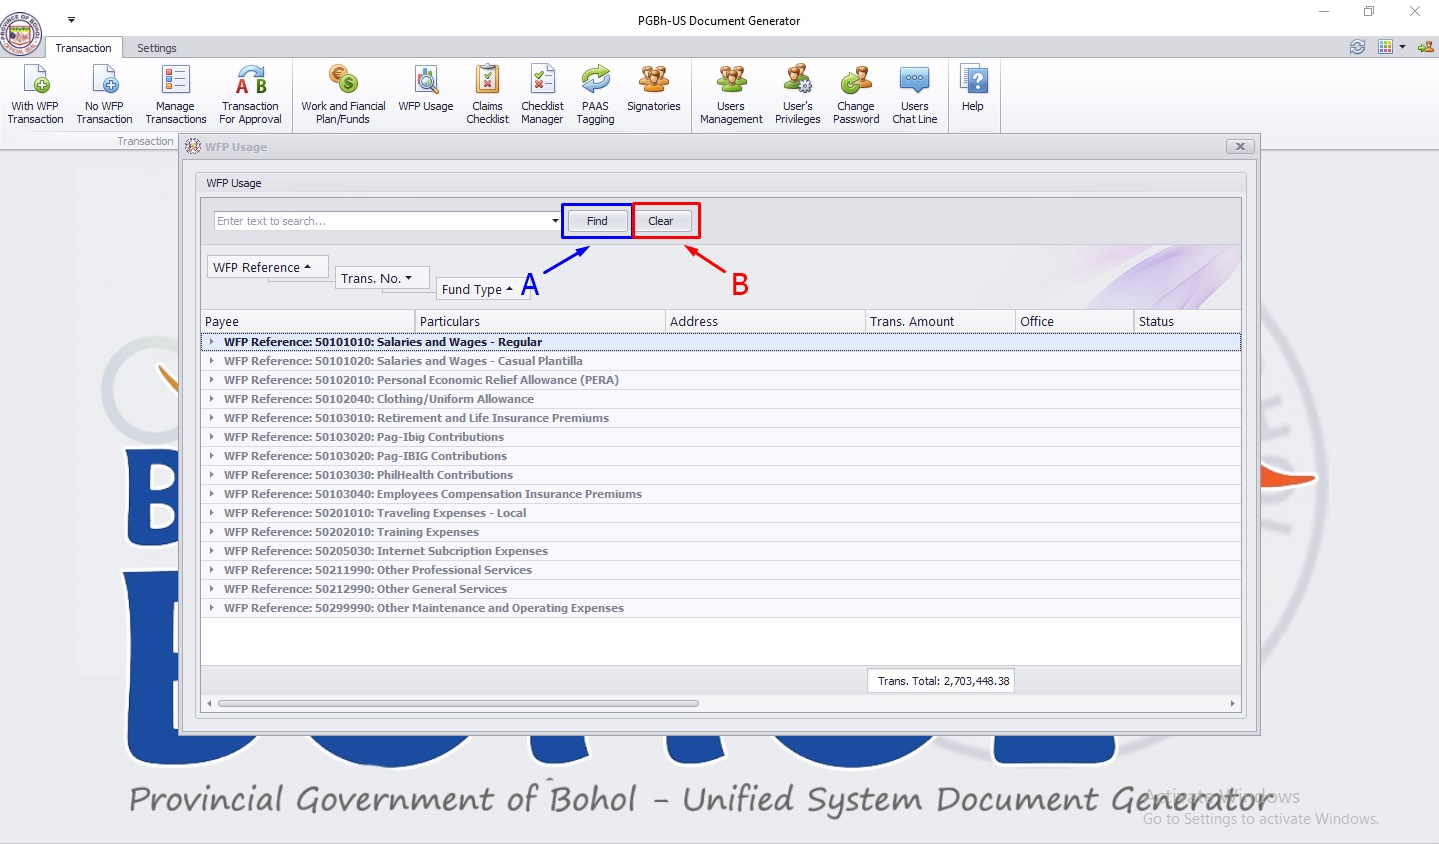 PGBh-US Document Generator
Transaction Settings
With WFP Transaction
No WFP Transaction
Manage Transactions
Transaction For Approval
Work and Fiancial Plan/Funds
WFP Usage
Claims Checklist
Checklist Manager
PAAS Tagging
Signatories
Users Management
User's Privileges
Change Password
Users Chat Line
Help
Transaction
WFP Usage
WFP Usage
Enter text to search... Find Clear
A B
WFP Reference
Trans. No.
Fund Type
Payee Particulars Address Trans. Amount Office Status
WFP Reference: 50101010: Salaries and Wages - Regular
WFP Reference: 50101020: Salaries and Wages - Casual Plantilla
WFP Reference: 50102010: Personal Economic Relief Allowance (PERA)
WFP Reference: 50102040: Clothing/Uniform Allowance
WFP Reference: 50103010: Retirement and Life Insurance Premiums
WFP Reference: 50103020: Pag-Ibig Contributions
WFP Reference: 50103020: Pag-IBIG Contributions
WFP Reference: 50103030: PhilHealth Contributions
WFP Reference: 50103040: Employees Compensation Insurance Premiums
WFP Reference: 50201010: Traveling Expenses - Local
WFP Reference: 50202010: Training Expenses
WFP Reference: 50205030: Internet Subcription Expenses
WFP Reference: 50211990: Other Professional Services
WFP Reference: 50212990: Other General Services
WFP Reference: 50299990: Other Maintenance and Operating Expenses
Trans. Total: 2,703,448.38
Provincial Government of Bohol - Unified System Document Generator
Activate Windows
Go to Settings to activate Windows.